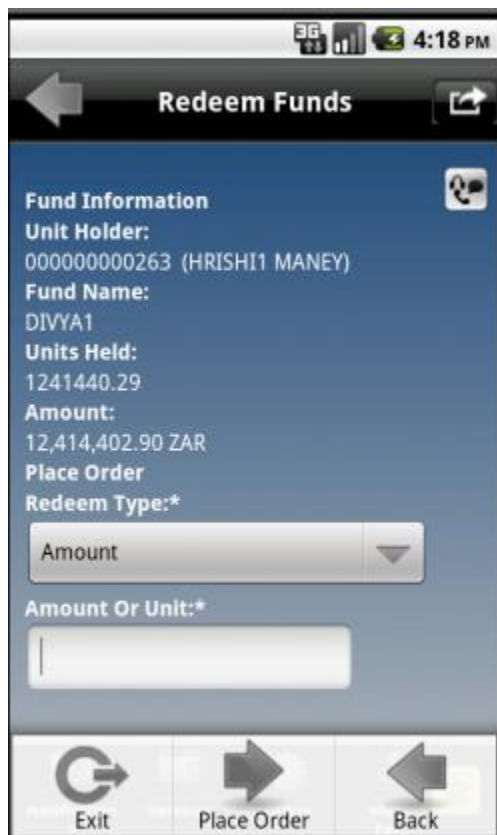 3G
4:18 PM
Redeem Funds
Fund Information
Unit Holder:
000000000263 (HRISHI1 MANEY)
Fund Name:
DIVYA1
Units Held:
1241440.29
Amount:
12,414,402.90 ZAR
Place Order
Redeem Type:*
Amount
Amount Or Unit:*
Exit Place Order Back